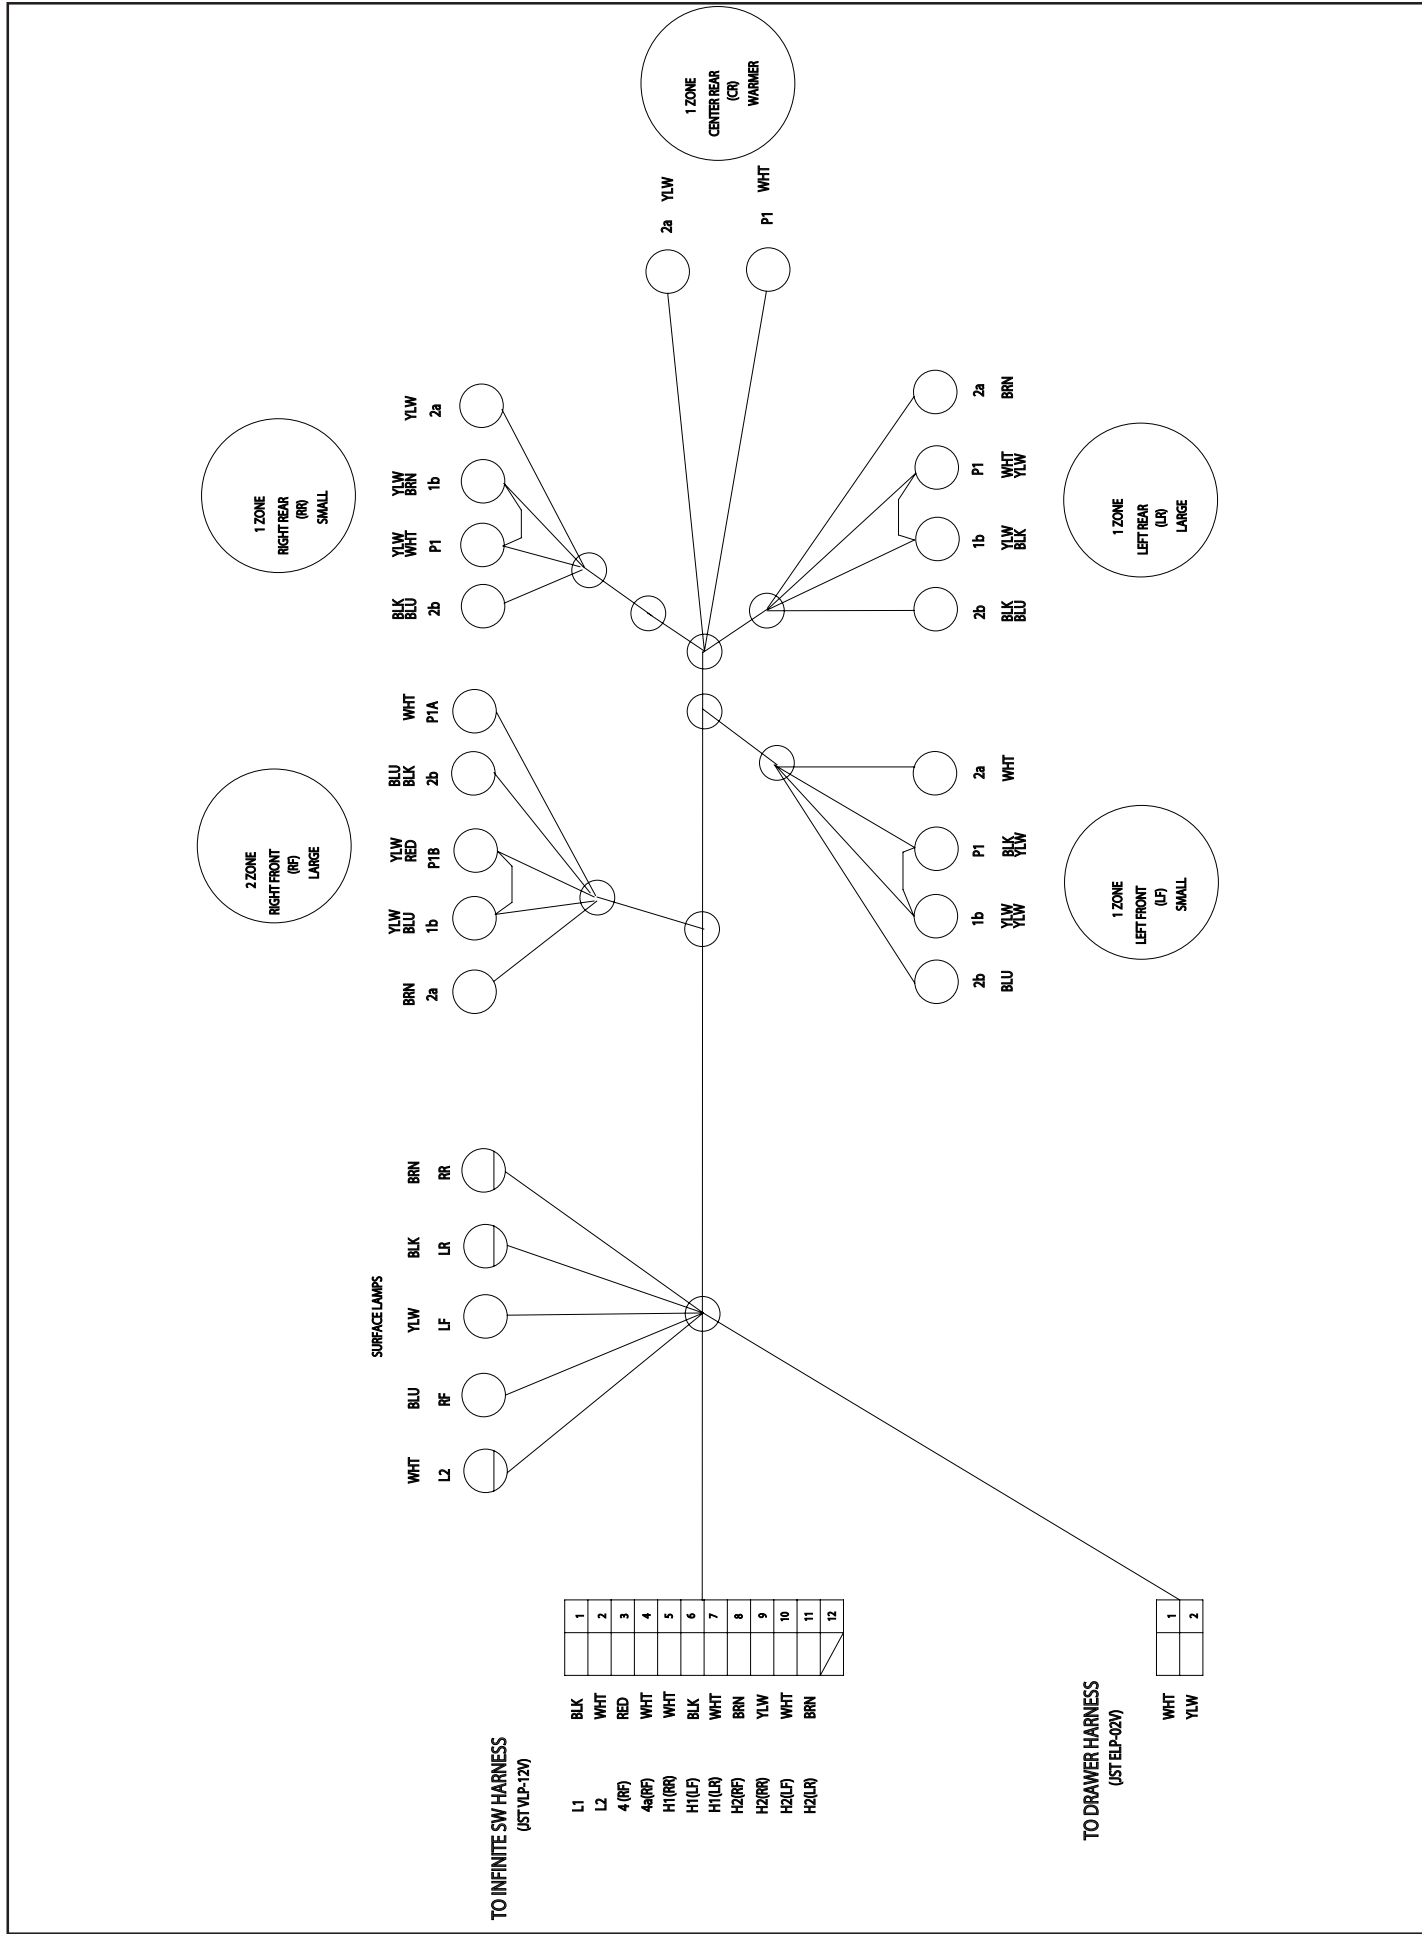 1 ZONE
CENTER REAR
(CR)
WARMER
2a YLW
P1 WHT
1 ZONE
RIGHT REAR
(RR)
SMALL
YLW
2a
YLW
BRN
1b
YLW
WHT
P1
BLK
BLU
2b
2a
BRN
P1
WHT
YLW
1b
YLW
BLK
2b
BLK
BLU
1 ZONE
LEFT REAR
(LR)
LARGE
2 ZONE
RIGHT FRONT
(RF)
LARGE
WHT
P1A
BLU
BLK
2b
YLW
RED
P1B
YLW
BLU
1b
BRN
2a
2a
WHT
P1
BLK
YLW
1b
YLW
YLW
2b
BLU
1 ZONE
LEFT FRONT
(LF)
SMALL
SURFACE LAMPS
BRN
RR
BLK
LR
YLW
LF
BLU
RF
WHT
L2
TO INFINITE SW HARNESS
(JST VLP-12V)
L1 BLK 1
L2 WHT 2
4 (RF) RED 3
4a(RF) WHT 4
H1(RR) WHT 5
H1(LF) BLK 6
H1(LR) WHT 7
H2(RF) BRN 8
H2(RR) YLW 9
H2(LF) WHT 10
H2(LR) BRN 11
12
TO DRAWER HARNESS
(JST ELP-02V)
WHT 1
YLW 2